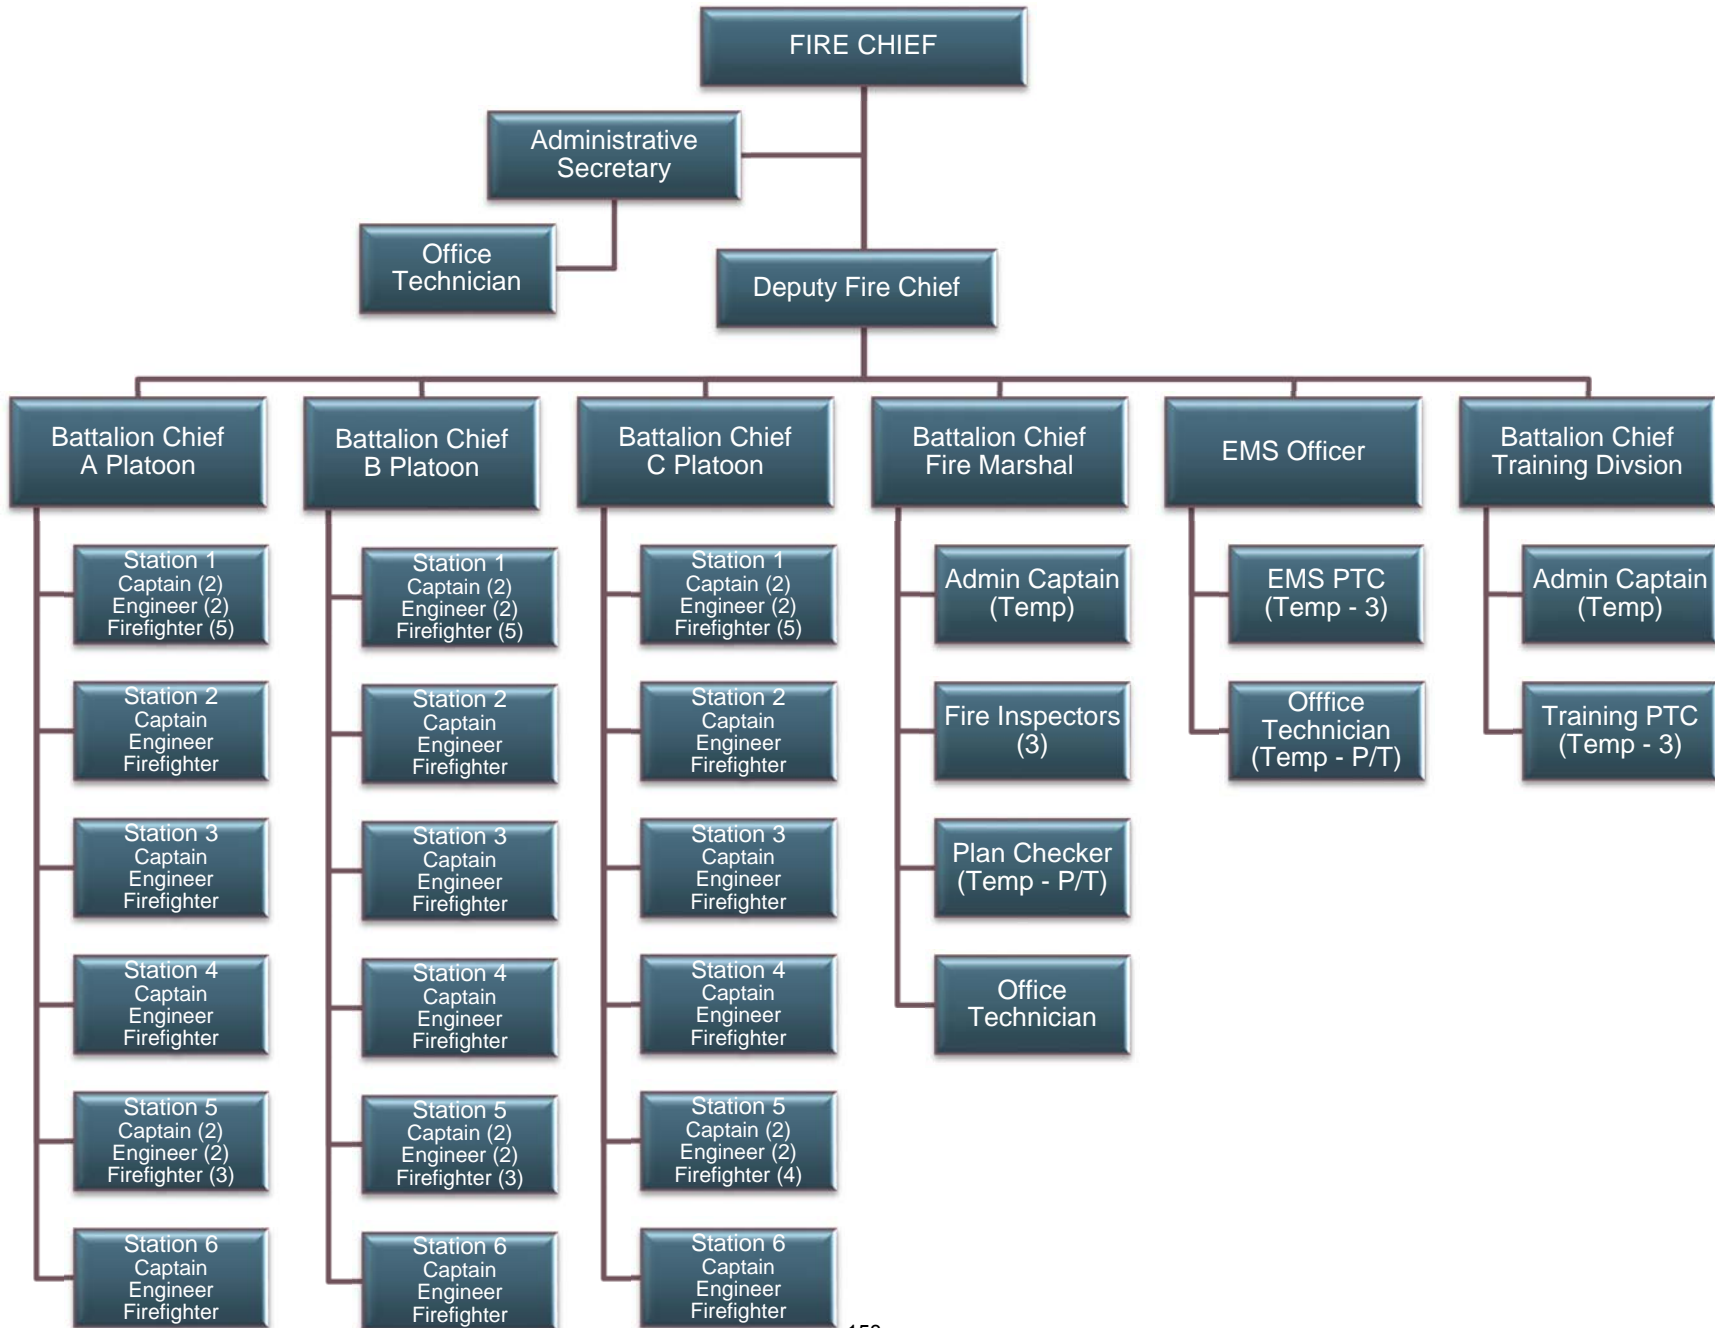 FIRE CHIEF
Administrative
Secretary
Office
Technician
Deputy Fire Chief
Battalion Chief
A Platoon
Station 1
Captain (2)
Engineer (2)
Firefighter (5)
Station 2
Captain
Engineer
Firefighter
Station 3
Captain
Engineer
Firefighter
Station 4
Captain
Engineer
Firefighter
Station 5
Captain (2)
Engineer (2)
Firefighter (3)
Station 6
Captain
Engineer
Firefighter
Battalion Chief
B Platoon
Station 1
Captain (2)
Engineer (2)
Firefighter (5)
Station 2
Captain
Engineer
Firefighter
Station 3
Captain
Engineer
Firefighter
Station 4
Captain
Engineer
Firefighter
Station 5
Captain (2)
Engineer (2)
Firefighter (3)
Station 6
Captain
Engineer
Firefighter
Battalion Chief
C Platoon
Station 1
Captain (2)
Engineer (2)
Firefighter (5)
Station 2
Captain
Engineer
Firefighter
Station 3
Captain
Engineer
Firefighter
Station 4
Captain
Engineer
Firefighter
Station 5
Captain (2)
Engineer (2)
Firefighter (4)
Station 6
Captain
Engineer
Firefighter
Battalion Chief
Fire Marshal
Admin Captain
(Temp)
Fire Inspectors
(3)
Plan Checker
(Temp - P/T)
Office
Technician
EMS Officer
EMS PTC
(Temp - 3)
Offfice
Technician
(Temp - P/T)
Battalion Chief
Training Divsion
Admin Captain
(Temp)
Training PTC
(Temp - 3)